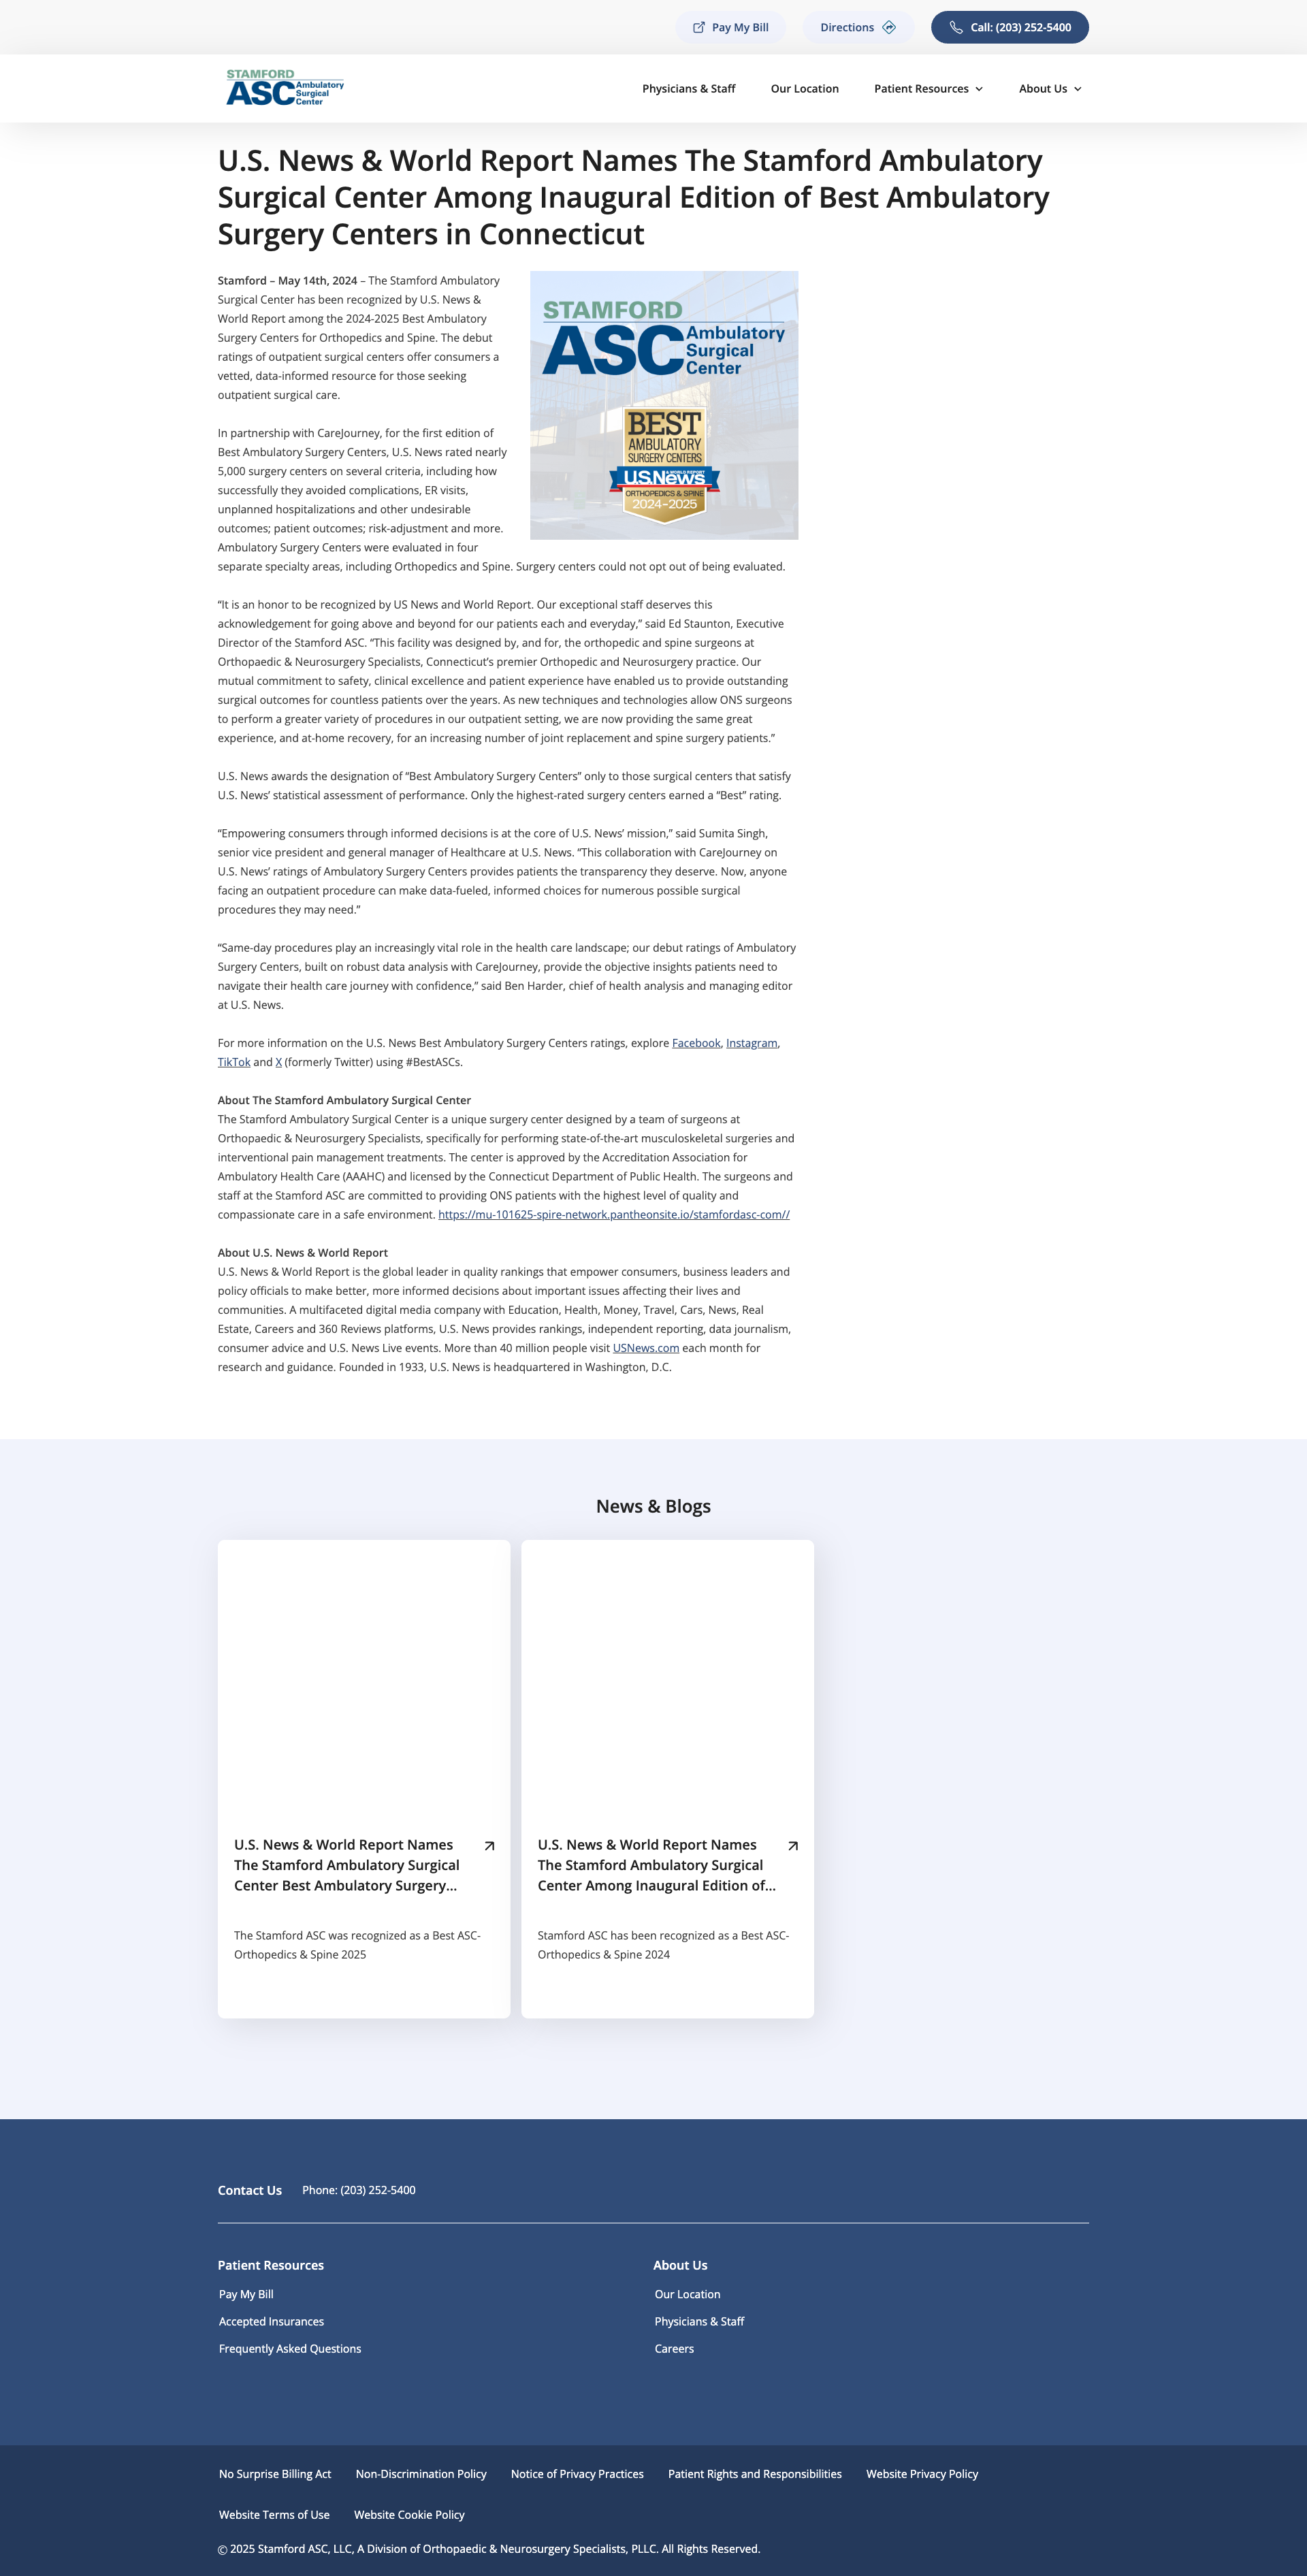 Pay My Bill
Directions
Call: (203) 252-5400
STAMFORD
ASC Ambulatory
Surgical
Center
Physicians & Staff
Our Location
Patient Resources
About Us
U.S. News & World Report Names The Stamford Ambulatory
Surgical Center Among Inaugural Edition of Best Ambulatory
Surgery Centers in Connecticut
Stamford – May 14th, 2024 – The Stamford Ambulatory
Surgical Center has been recognized by U.S. News &
World Report among the 2024-2025 Best Ambulatory
Surgery Centers for Orthopedics and Spine. The debut
ratings of outpatient surgical centers offer consumers a
vetted, data-informed resource for those seeking
outpatient surgical care.
STAMFORD
ASC Ambulatory
Surgical
Center
BEST
AMBULATORY
SURGERY CENTERS
U.S. News
& WORLD REPORT
ORTHOPEDICS & SPINE
2024-2025
In partnership with CareJourney, for the first edition of
Best Ambulatory Surgery Centers, U.S. News rated nearly
5,000 surgery centers on several criteria, including how
successfully they avoided complications, ER visits,
unplanned hospitalizations and other undesirable
outcomes; patient outcomes; risk-adjustment and more.
Ambulatory Surgery Centers were evaluated in four
separate specialty areas, including Orthopedics and Spine. Surgery centers could not opt out of being evaluated.
“It is an honor to be recognized by US News and World Report. Our exceptional staff deserves this
acknowledgement for going above and beyond for our patients each and everyday,” said Ed Staunton, Executive
Director of the Stamford ASC. “This facility was designed by, and for, the orthopedic and spine surgeons at
Orthopaedic & Neurosurgery Specialists, Connecticut’s premier Orthopedic and Neurosurgery practice. Our
mutual commitment to safety, clinical excellence and patient experience have enabled us to provide outstanding
surgical outcomes for countless patients over the years. As new techniques and technologies allow ONS surgeons
to perform a greater variety of procedures in our outpatient setting, we are now providing the same great
experience, and at-home recovery, for an increasing number of joint replacement and spine surgery patients.”
U.S. News awards the designation of “Best Ambulatory Surgery Centers” only to those surgical centers that satisfy
U.S. News’ statistical assessment of performance. Only the highest-rated surgery centers earned a “Best” rating.
“Empowering consumers through informed decisions is at the core of U.S. News’ mission,” said Sumita Singh,
senior vice president and general manager of Healthcare at U.S. News. “This collaboration with CareJourney on
U.S. News’ ratings of Ambulatory Surgery Centers provides patients the transparency they deserve. Now, anyone
facing an outpatient procedure can make data-fueled, informed choices for numerous possible surgical
procedures they may need.”
“Same-day procedures play an increasingly vital role in the health care landscape; our debut ratings of Ambulatory
Surgery Centers, built on robust data analysis with CareJourney, provide the objective insights patients need to
navigate their health care journey with confidence,” said Ben Harder, chief of health analysis and managing editor
at U.S. News.
For more information on the U.S. News Best Ambulatory Surgery Centers ratings, explore Facebook, Instagram,
TikTok and X (formerly Twitter) using #BestASCs.
About The Stamford Ambulatory Surgical Center
The Stamford Ambulatory Surgical Center is a unique surgery center designed by a team of surgeons at
Orthopaedic & Neurosurgery Specialists, specifically for performing state-of-the-art musculoskeletal surgeries and
interventional pain management treatments. The center is approved by the Accreditation Association for
Ambulatory Health Care (AAAHC) and licensed by the Connecticut Department of Public Health. The surgeons and
staff at the Stamford ASC are committed to providing ONS patients with the highest level of quality and
compassionate care in a safe environment. https://mu-101625-spire-network.pantheonsite.io/stamfordasc-com//
About U.S. News & World Report
U.S. News & World Report is the global leader in quality rankings that empower consumers, business leaders and
policy officials to make better, more informed decisions about important issues affecting their lives and
communities. A multifaceted digital media company with Education, Health, Money, Travel, Cars, News, Real
Estate, Careers and 360 Reviews platforms, U.S. News provides rankings, independent reporting, data journalism,
consumer advice and U.S. News Live events. More than 40 million people visit USNews.com each month for
research and guidance. Founded in 1933, U.S. News is headquartered in Washington, D.C.
News & Blogs
U.S. News & World Report Names
The Stamford Ambulatory Surgical
Center Best Ambulatory Surgery...
The Stamford ASC was recognized as a Best ASC-
Orthopedics & Spine 2025
U.S. News & World Report Names
The Stamford Ambulatory Surgical
Center Among Inaugural Edition of...
Stamford ASC has been recognized as a Best ASC-
Orthopedics & Spine 2024
Contact Us
Phone: (203) 252-5400
Patient Resources
Pay My Bill
Accepted Insurances
Frequently Asked Questions
About Us
Our Location
Physicians & Staff
Careers
No Surprise Billing Act
Non-Discrimination Policy
Notice of Privacy Practices
Patient Rights and Responsibilities
Website Privacy Policy
Website Terms of Use
Website Cookie Policy
© 2025 Stamford ASC, LLC, A Division of Orthopaedic & Neurosurgery Specialists, PLLC. All Rights Reserved.